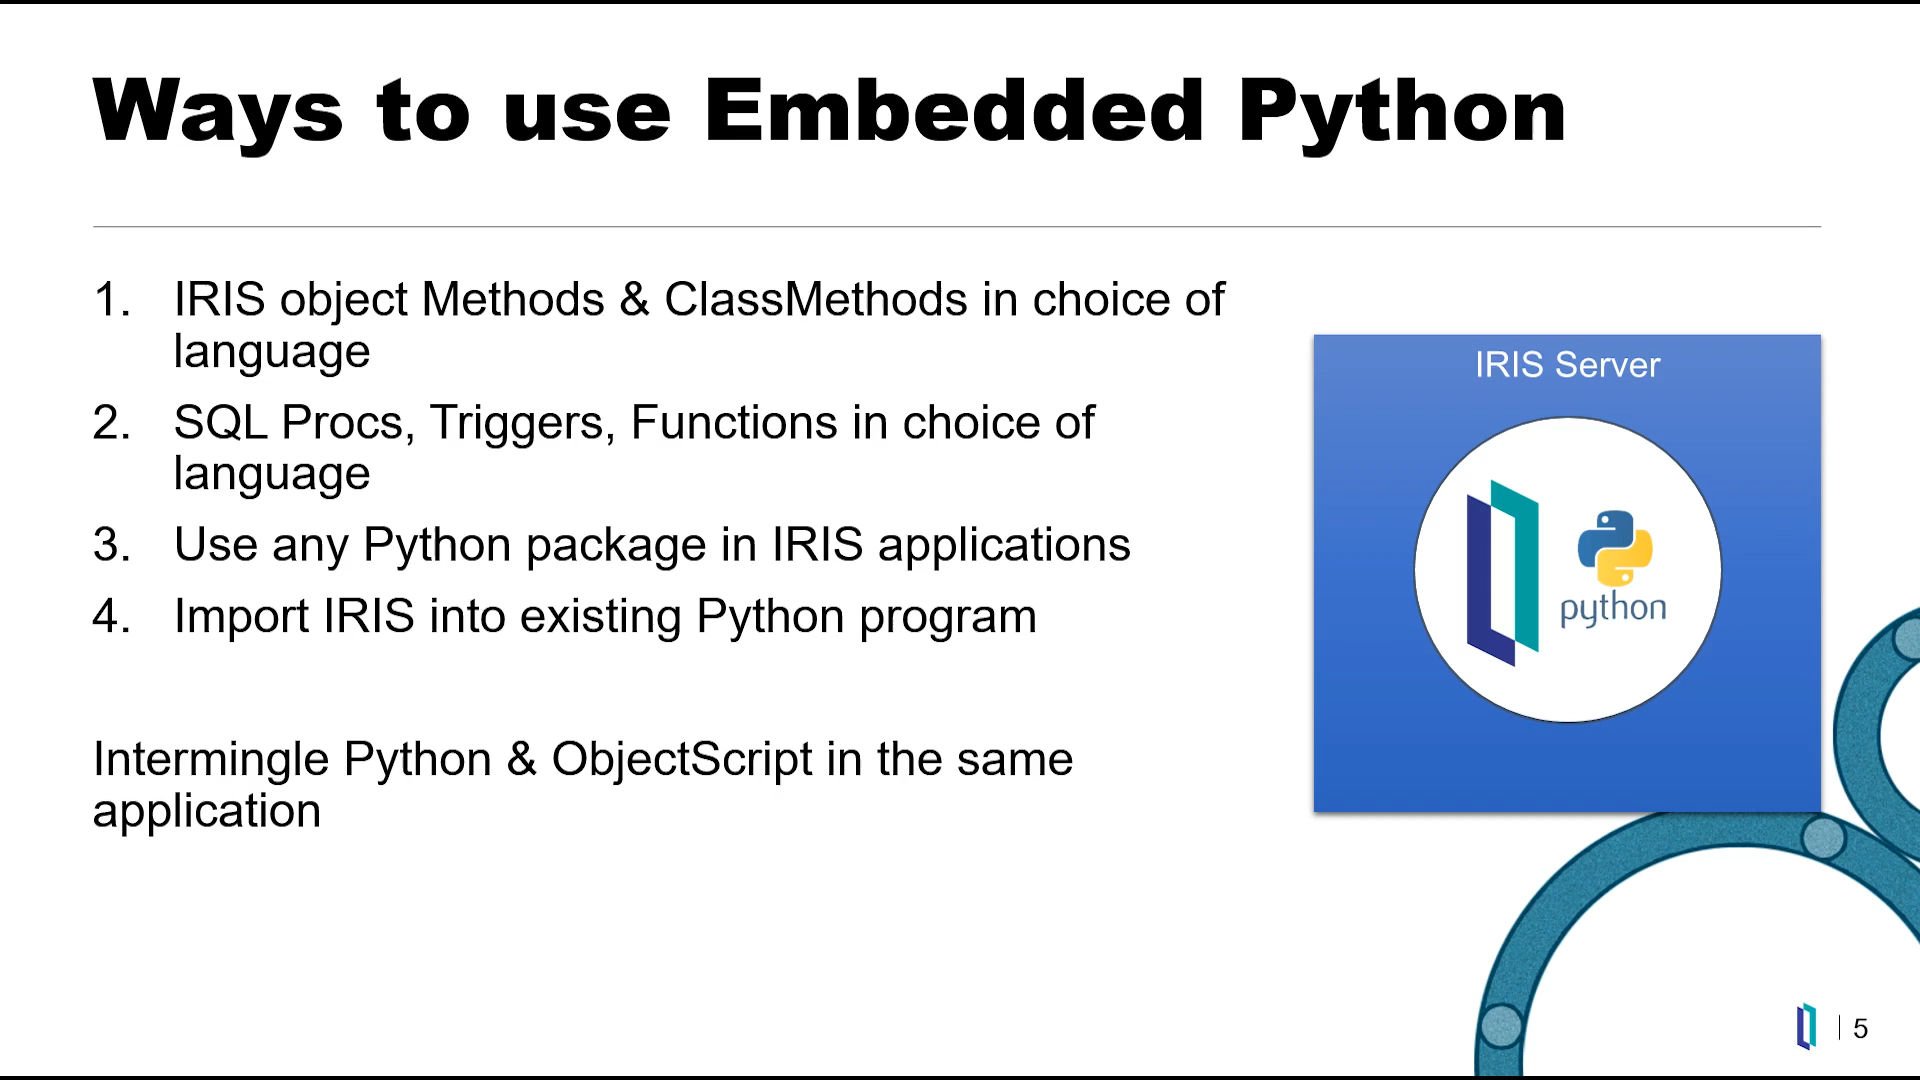 Ways to use Embedded Python
1. IRIS object Methods & ClassMethods in choice of
language
2. SQL Procs, Triggers, Functions in choice of
language
3. Use any Python package in IRIS applications
4. Import IRIS into existing Python program
Intermingle Python & ObjectScript in the same
application
IRIS Server
python
5